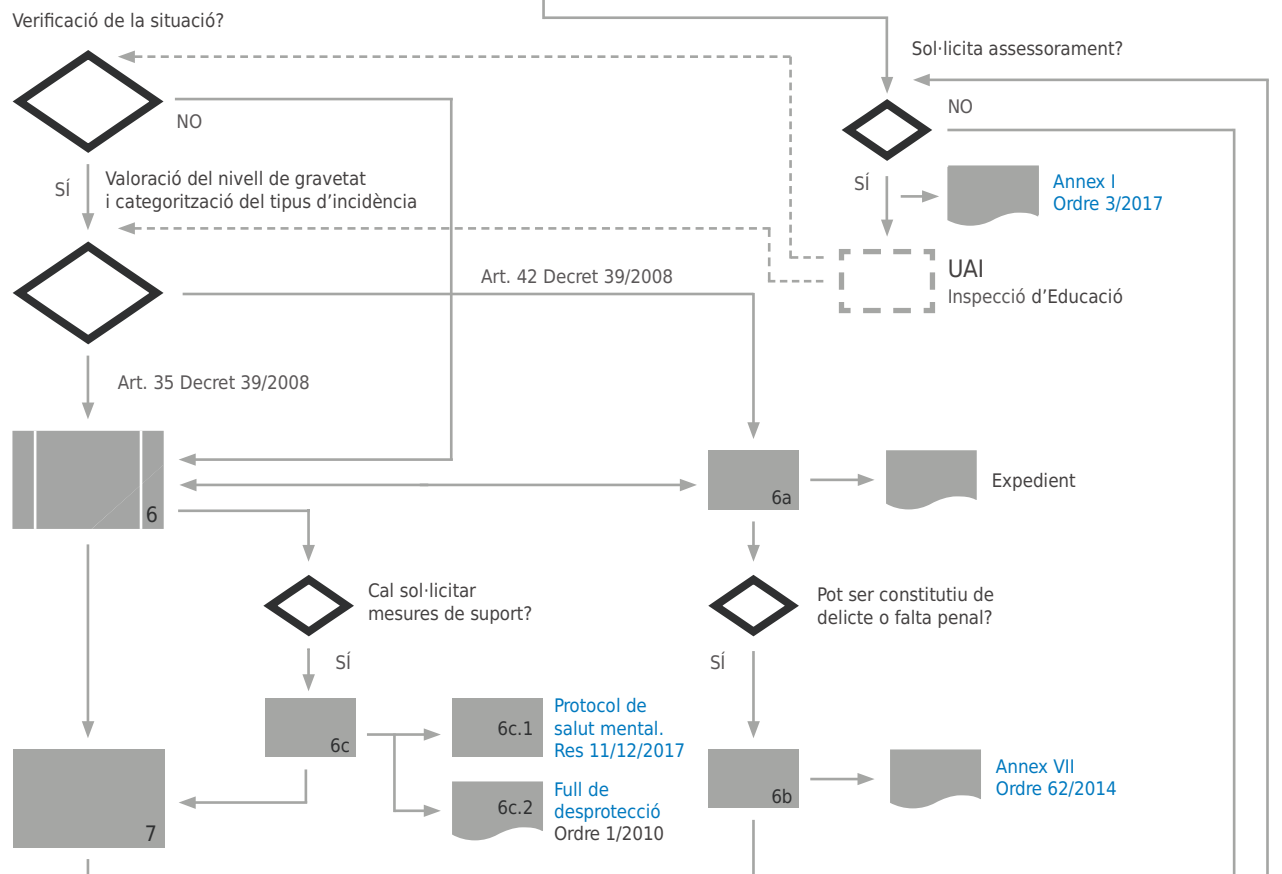 Verificació de la situació?
Sol·licita assessorament?
NO
NO
SÍ
Valoració del nivell de gravetat
i categorització del tipus d’incidència
SÍ
Annex I
Ordre 3/2017
UAI
Inspecció d’Educació
Art. 42 Decret 39/2008
Art. 35 Decret 39/2008
6
6a
Expedient
Cal sol·licitar
mesures de suport?
Pot ser constitutiu de
delicte o falta penal?
SÍ
SÍ
6c
6c.1
Protocol de
salut mental.
Res 11/12/2017
6c.2
Full de
desprotecció
Ordre 1/2010
6b
Annex VII
Ordre 62/2014
7